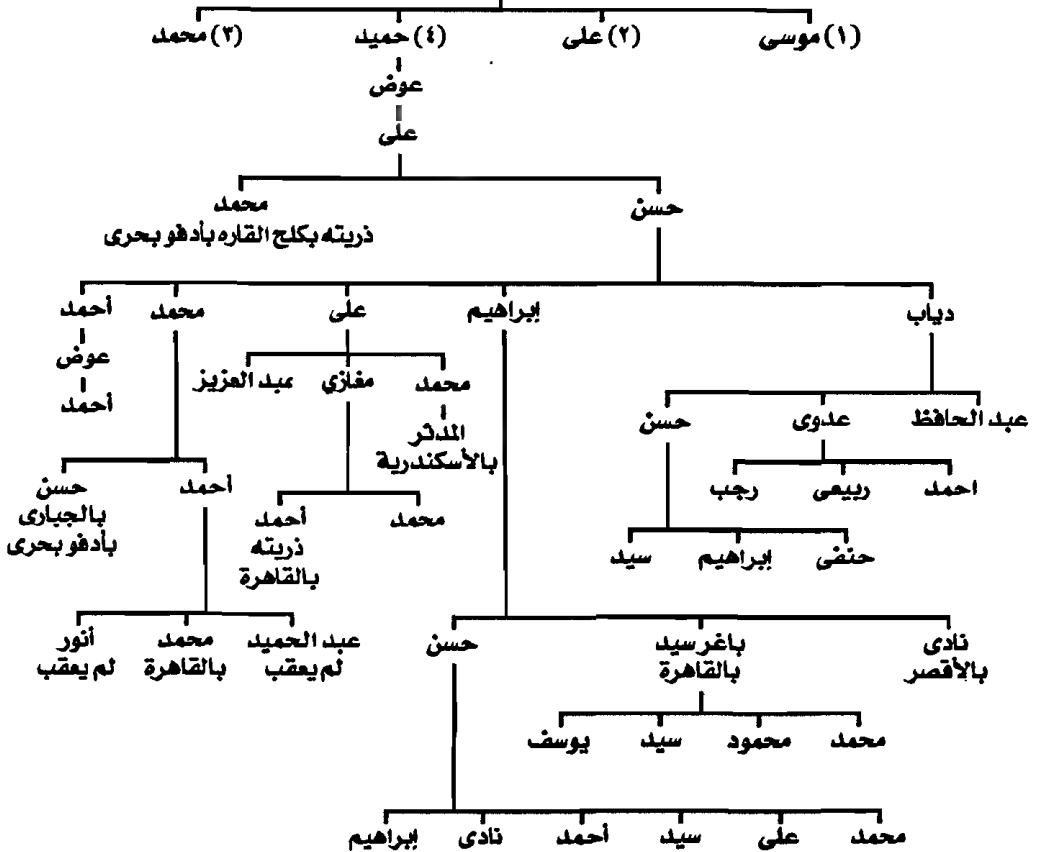 (١) موسى (٢) على (٤) حميد (٣) محمد
عوض
على
حسن محمد
ذريته بكلح القاره بأدفو بحرى
دياب إبراهيم على محمد أحمد
عوض
محمد مغازي عبد العزيز
أحمد
عبد الحافظ عدوى حسن
المدثر
بالأسكندرية
احمد ربيعى رجب
أحمد حسن
بالجبارى
بأدفو بحرى
محمد أحمد
ذريته
بالقاهرة
حنفى إبراهيم سيد
نادى باغر سيد حسن
بالأقصر بالقاهرة
عبد الحميد محمد أنور
لم يعقب بالقاهرة لم يعقب
محمد محمود سيد يوسف
محمد على سيد أحمد نادى إبراهيم